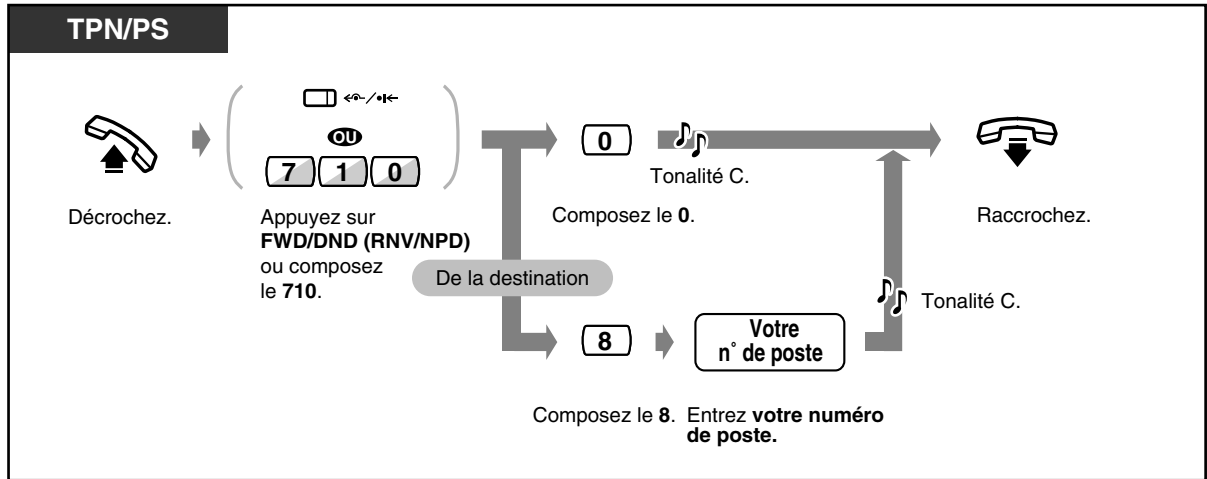 TPN/PS
OU
7 1 0
Décrochez.
Appuyez sur
FWD/DND (RNV/NPD)
ou composez
le 710.
De la destination
0
Tonalité C.
Composez le 0.
Raccrochez.
8
Votre
n° de poste
Tonalité C.
Composez le 8. Entrez votre numéro
de poste.